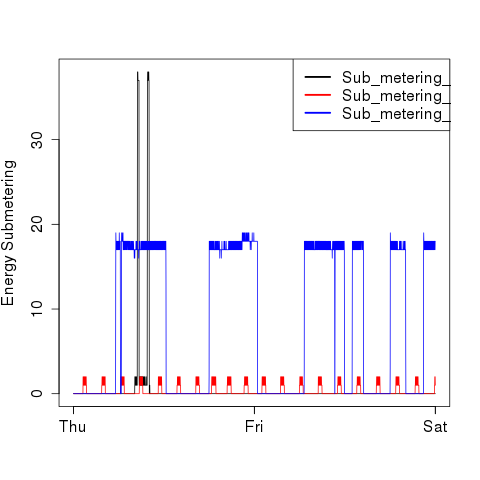 Sub_metering_
Sub_metering_
Sub_metering_
Energy Submetering
30
20
10
0
Thu
Fri
Sat